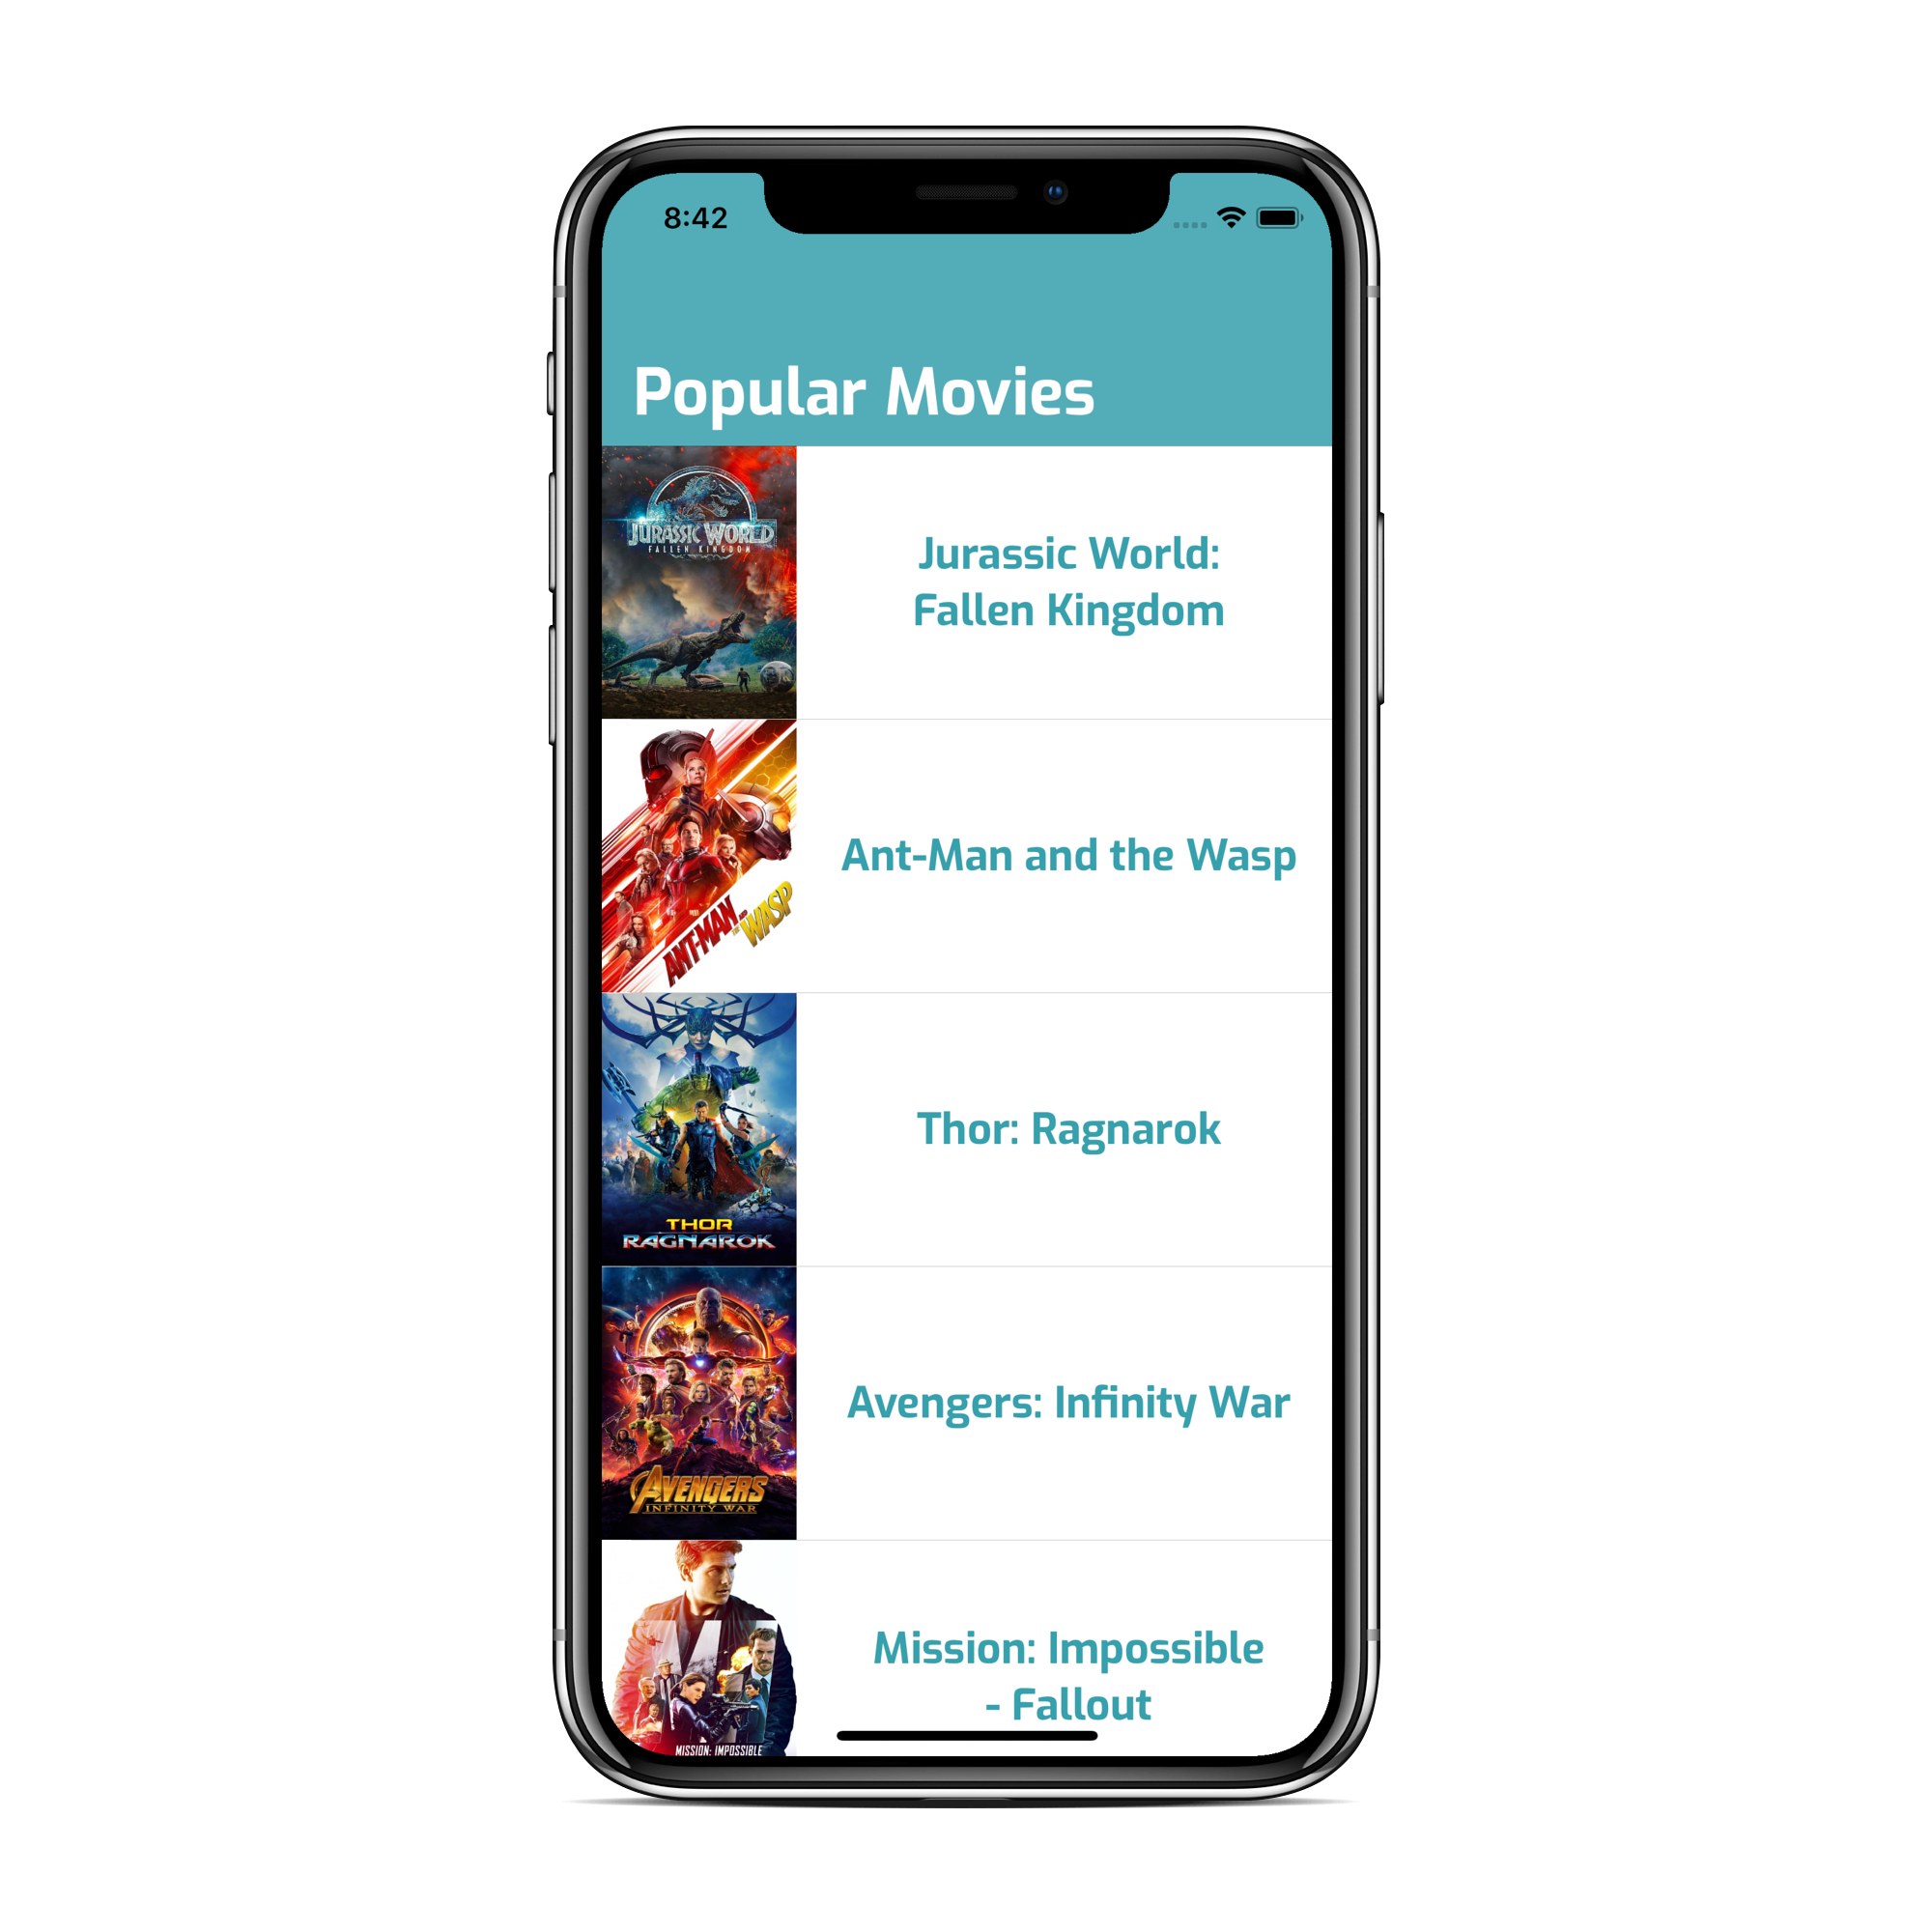 8:42
Popular Movies
JURASSIC WORLD
FALLEN KINGDOM
Jurassic World:
Fallen Kingdom
ANT-MAN AND THE WASP
Ant-Man and the Wasp
THOR
RAGNAROK
Thor: Ragnarok
AVENGERS
INFINITY WAR
Avengers: Infinity War
MISSION: IMPOSSIBLE
Mission: Impossible
- Fallout